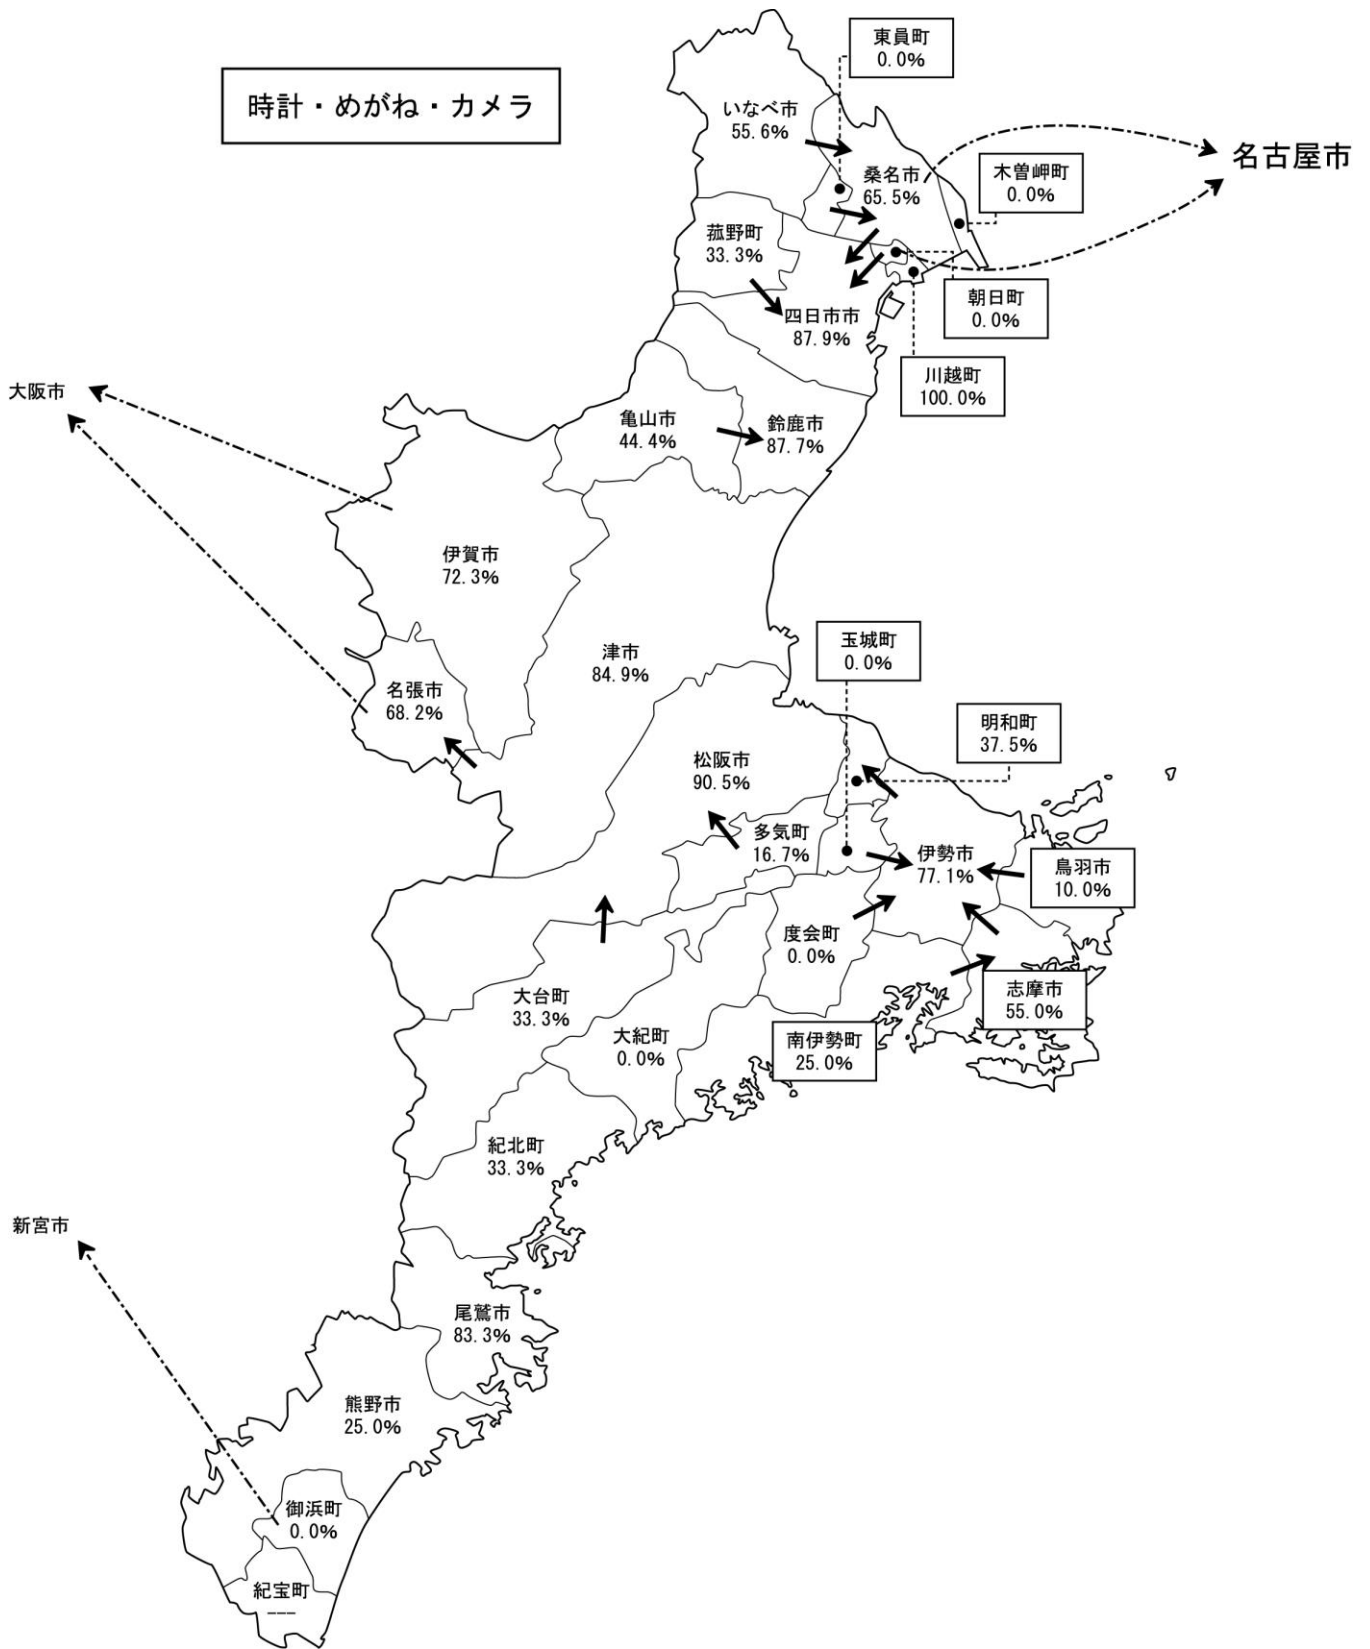 時計・めがね・カメラ
東員町
0.0%
いなべ市
55.6%
桑名市
65.5%
木曽岬町
0.0%
名古屋市
菰野町
33.3%
朝日町
0.0%
四日市市
87.9%
川越町
100.0%
大阪市
亀山市
44.4%
鈴鹿市
87.7%
伊賀市
72.3%
津市
84.9%
玉城町
0.0%
名張市
68.2%
明和町
37.5%
松阪市
90.5%
多気町
16.7%
伊勢市
77.1%
鳥羽市
10.0%
度会町
0.0%
大台町
33.3%
志摩市
55.0%
大紀町
0.0%
南伊勢町
25.0%
紀北町
33.3%
新宮市
尾鷲市
83.3%
熊野市
25.0%
御浜町
0.0%
紀宝町
---